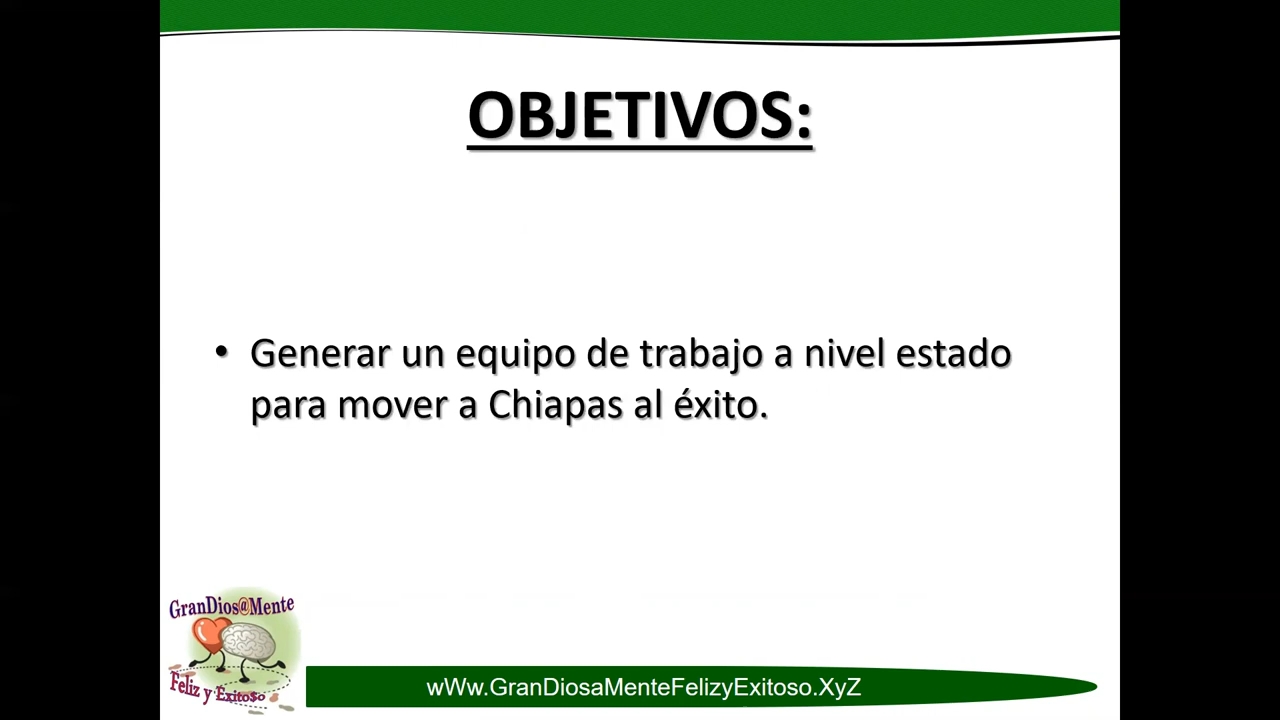 OBJETIVOS:
• Generar un equipo de trabajo a nivel estado
para mover a Chiapas al éxito.
GranDios@Mente
Feliz y Exito$o
wWw.GranDiosaMenteFelizyExitoso.XyZ